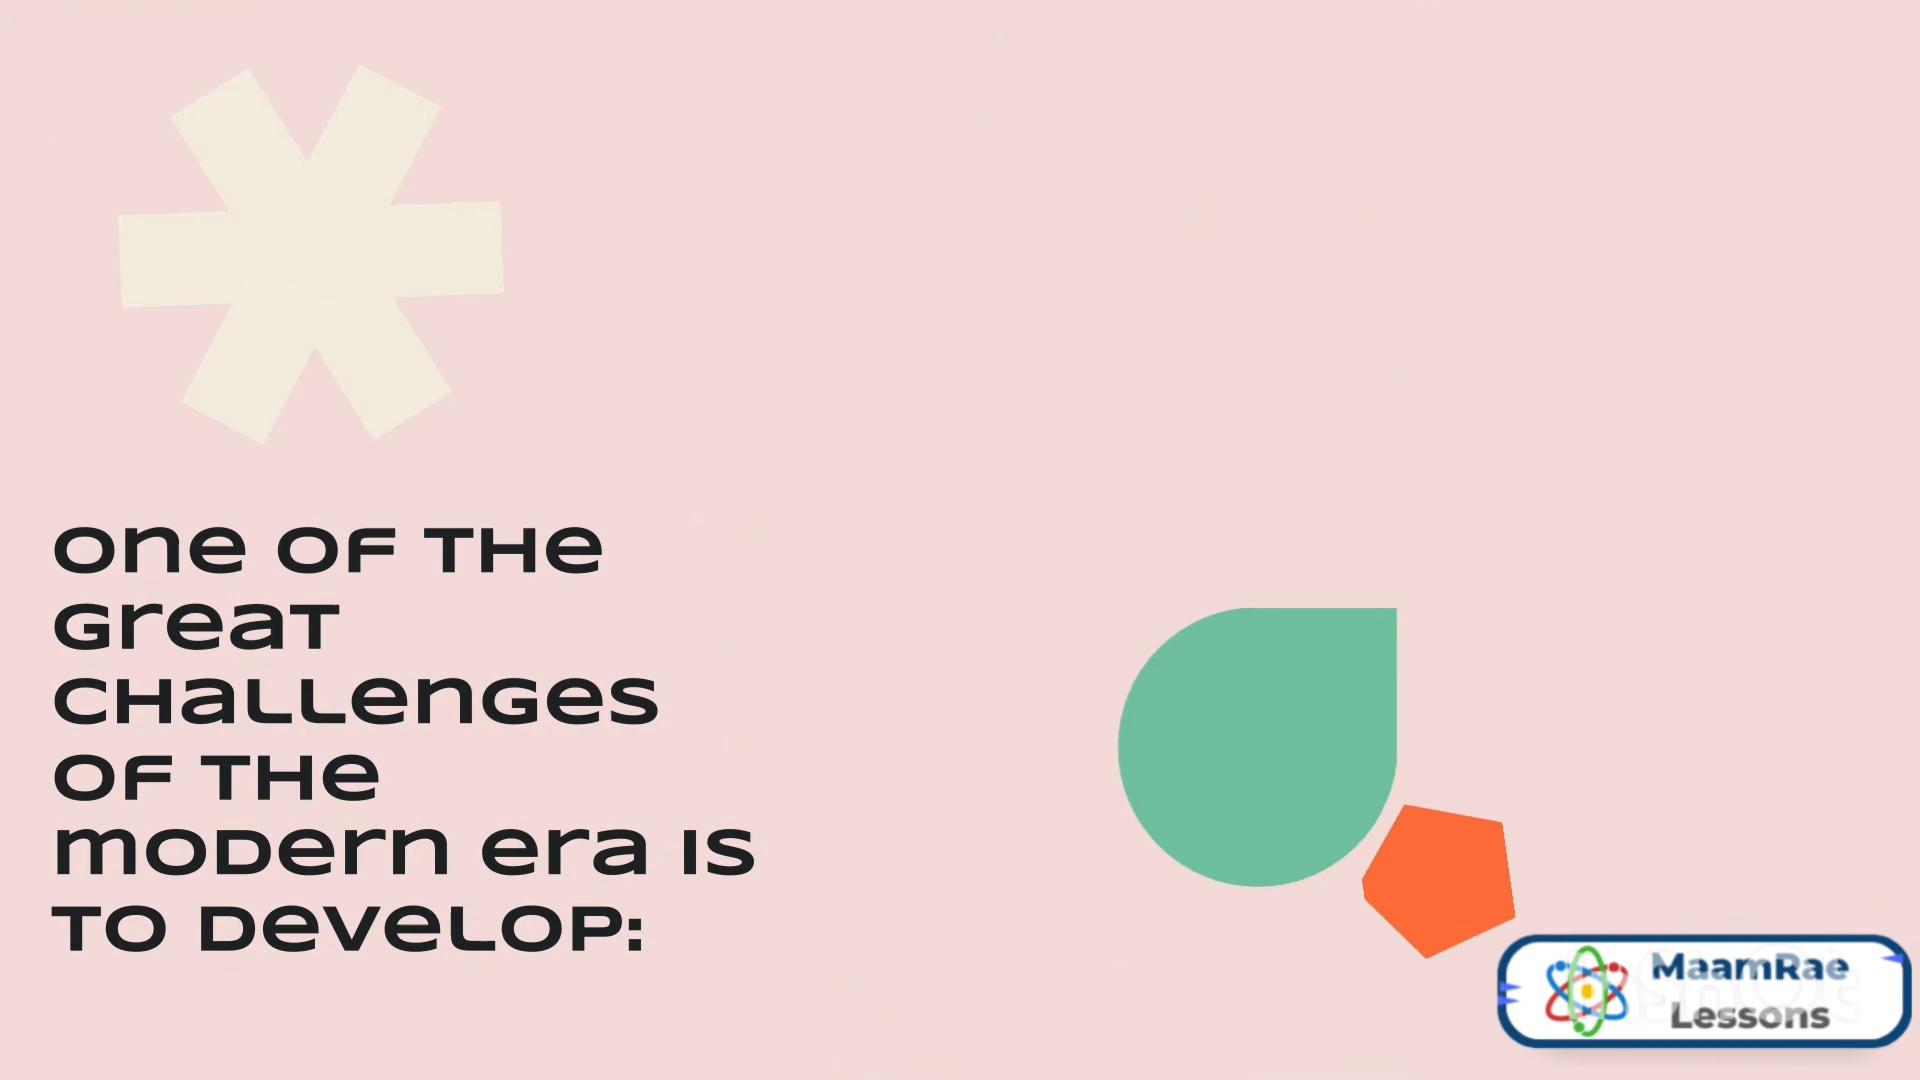 One of the
great
challenges
of the
modern era is
to develop:
MaamRae
Lessons